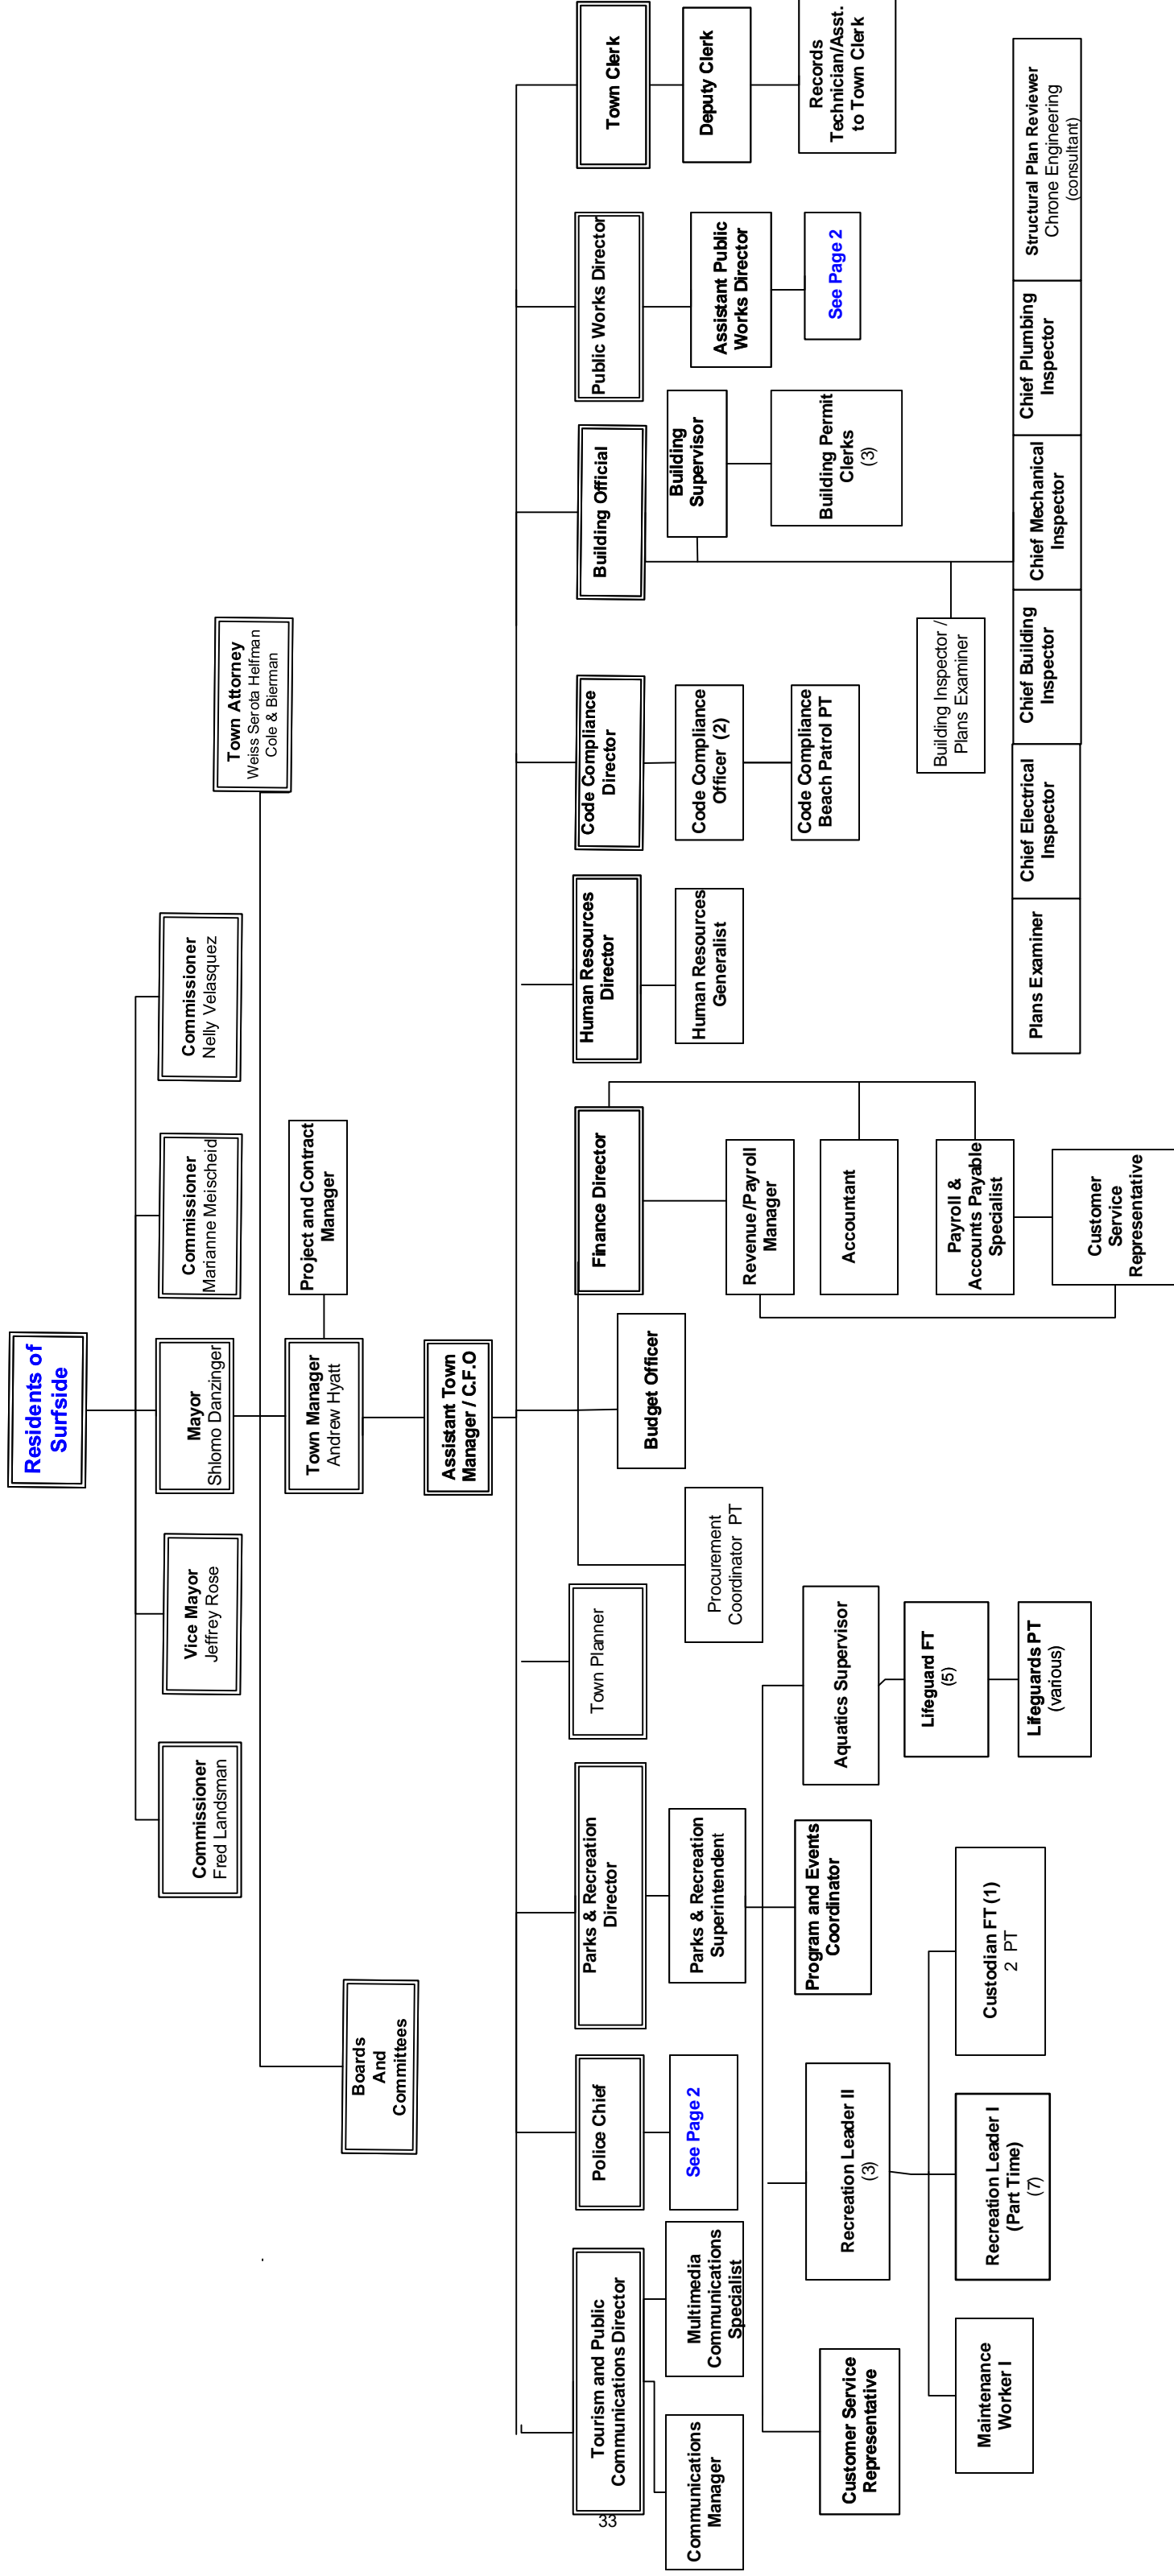 Residents of
Surfside
Commissioner
Fred Landsman
Vice Mayor
Jeffrey Rose
Mayor
Shlomo Danzinger
Commissioner
Marianne Meischeid
Commissioner
Nelly Velasquez
Town Attorney
Weiss Serota Helfman
Cole & Bierman
Boards
And
Committees
Town Manager
Andrew Hyatt
Project and Contract
Manager
Assistant Town
Manager / C.F.O
Tourism and Public
Communications Director
Communications
Manager
Multimedia
Communications
Specialist
Police Chief
See Page 2
Parks & Recreation
Director
Parks & Recreation
Superintendent
Customer Service
Representative
Recreation Leader II
(3)
Program and Events
Coordinator
Aquatics Supervisor
Maintenance
Worker I
Recreation Leader I
(Part Time)
(7)
Custodian FT (1)
2 PT
Lifeguard FT
(5)
Lifeguards PT
(various)
Town Planner
Procurement
Coordinator PT
Budget Officer
Finance Director
Revenue/Payroll
Manager
Accountant
Payroll &
Accounts Payable
Specialist
Customer
Service
Representative
Human Resources
Director
Human Resources
Generalist
Code Compliance
Director
Code Compliance
Officer (2)
Code Compliance
Beach Patrol PT
Building Official
Building
Supervisor
Building Permit
Clerks
(3)
Building Inspector /
Plans Examiner
Plans Examiner
Chief Electrical
Inspector
Chief Building
Inspector
Chief Mechanical
Inspector
Chief Plumbing
Inspector
Structural Plan Reviewer
Chrone Engineering
(consultant)
Public Works Director
Assistant Public
Works Director
See Page 2
Town Clerk
Deputy Clerk
Records
Technician/Asst.
to Town Clerk
33